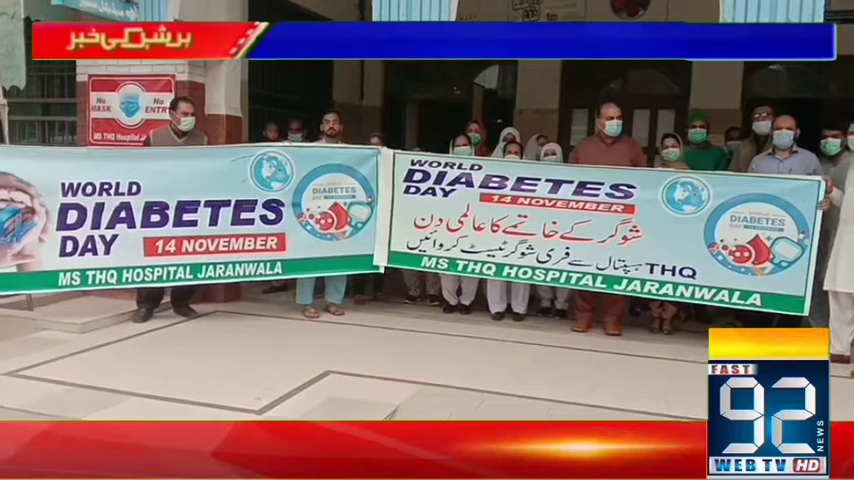 بریکنگ کی خبر
No MASK No ENTRY
MS THQ Hospital JARANWALA
WORLD DIABETES DAY
14 NOVEMBER
DIABETES DAY
MS THQ HOSPITAL JARANWALA
WORLD DIABETES DAY
14 NOVEMBER
شوگر کے خاتمے کا عالمی دن
THQ ہسپتال سے فری شوگر ٹیسٹ کروائیں
DIABETES
MS THQ HOSPITAL JARANWALA
FAST
92
NEWS
WEB TV HD